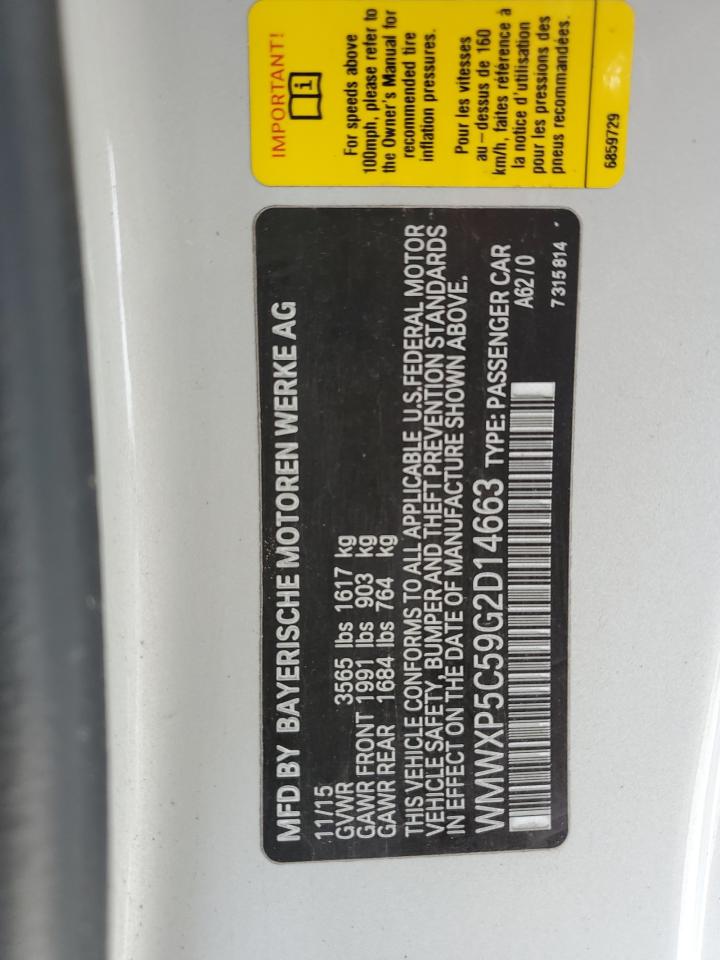 MFD BY BAYERISCHE MOTOREN WERKE AG
11/15
GVWR 3565 lbs 1617 kg
GAWR FRONT 1991 lbs 903 kg
GAWR REAR 1684 lbs 764 kg
THIS VEHICLE CONFORMS TO ALL APPLICABLE U.S.FEDERAL MOTOR
VEHICLE SAFETY, BUMPER AND THEFT PREVENTION STANDARDS
IN EFFECT ON THE DATE OF MANUFACTURE SHOWN ABOVE.
WMWXP5C59G2D14663 TYPE: PASSENGER CAR
A62/0
7315814
IMPORTANT!
For speeds above
100mph, please refer to
the Owner's Manual for
recommended tire
inflation pressures.
Pour les vitesses
au-dessus de 160
km/h, faites référence à
la notice d'utilisation
pour les pressions des
pneus recommandées.
6859729